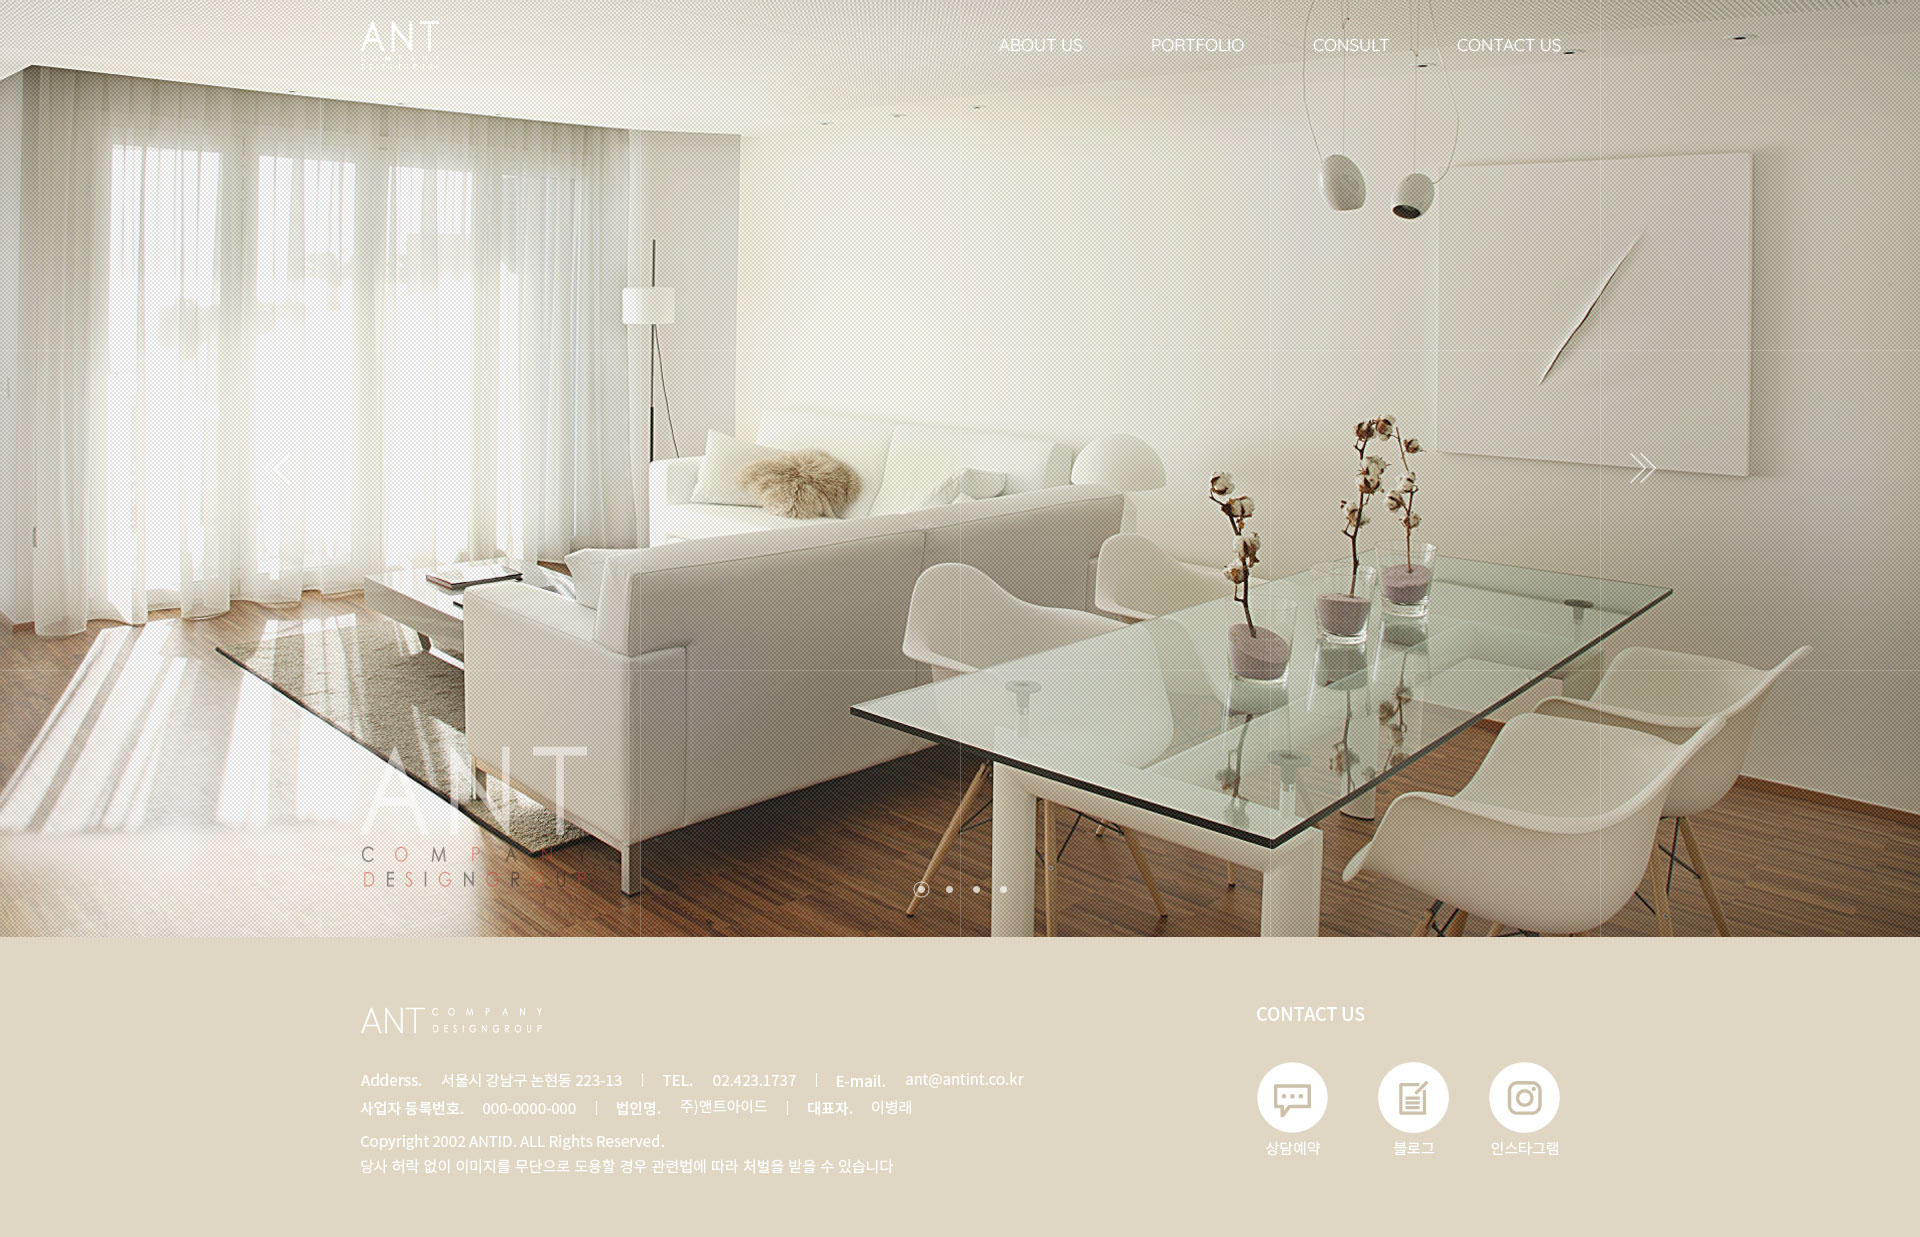 ANT
COMPANY
DESIGNGROUP
ABOUT US
PORTFOLIO
CONSULT
CONTACT US
ANT
COMPANY
DESIGNGROUP
ANT COMPANY
DESIGNGROUP
CONTACT US
Adderss. 서울시 강남구 논현동 223-13 | TEL. 02.423.1737 | E-mail. ant@antint.co.kr
사업자 등록번호. 000-0000-000 | 법인명. 주)앤트아이드 | 대표자. 이병래
Copyright 2002 ANTID. ALL Rights Reserved.
당사 허락 없이 이미지를 무단으로 도용할 경우 관련법에 따라 처벌을 받을 수 있습니다
상담예약
블로그
인스타그램